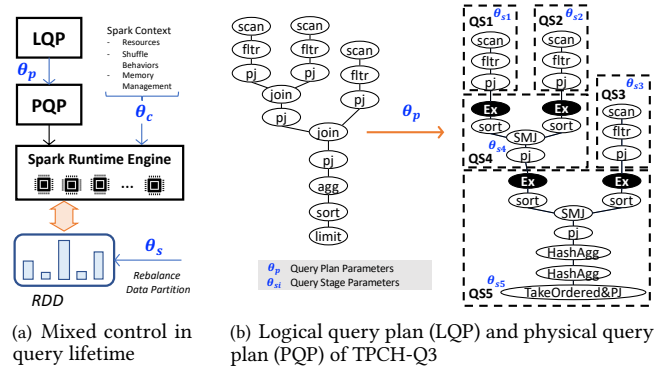 LQP
θp
PQP
Spark Context
- Resources
- Shuffle
Behaviors
- Memory
Management
θc
Spark Runtime Engine
...
RDD
θs
Rebalance
Data Partition
(a) Mixed control in
query lifetime
scan
fltr
pj
scan
fltr
pj
scan
fltr
pj
join
pj
join
pj
agg
sort
limit
θp
θp Query Plan Parameters
θsi Query Stage Parameters
QS1
θs1
scan
fltr
pj
QS2
θs2
scan
fltr
pj
QS3
θs3
scan
fltr
pj
Ex
sort
Ex
sort
SMJ
θs4
pj
QS4
Ex
sort
Ex
sort
SMJ
pj
HashAgg
HashAgg
θs5
QS5
TakeOrdered&PJ
(b) Logical query plan (LQP) and physical query
plan (PQP) of TPCH-Q3